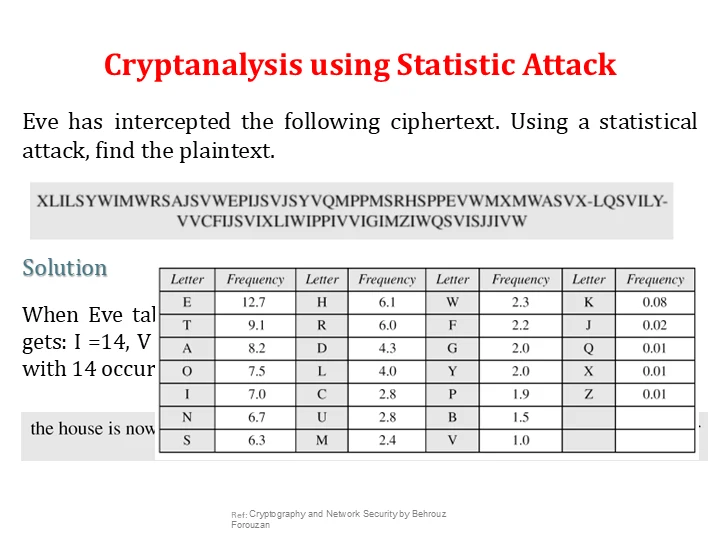 Cryptanalysis using Statistic Attack
Eve has intercepted the following ciphertext. Using a statistical
attack, find the plaintext.
XLILSYWIMWRSAJSVWEPIJSVJSYVQMPPMSRHSPPEVWMXMWASVX-LQSVILY-
VVCFIJSVIXLIWIPPIVVIGIMZIWQSVISJJIVW
Solution
When Eve tal
gets: I =14, V
with 14 occur
the house is now
Letter Frequency Letter Frequency Letter Frequency Letter Frequency
E 12.7 H 6.1 W 2.3 K 0.08
T 9.1 R 6.0 F 2.2 J 0.02
A 8.2 D 4.3 G 2.0 Q 0.01
O 7.5 L 4.0 Y 2.0 X 0.01
I 7.0 C 2.8 P 1.9 Z 0.01
N 6.7 U 2.8 B 1.5
S 6.3 M 2.4 V 1.0
Ref: Cryptography and Network Security by Behrouz
Forouzan